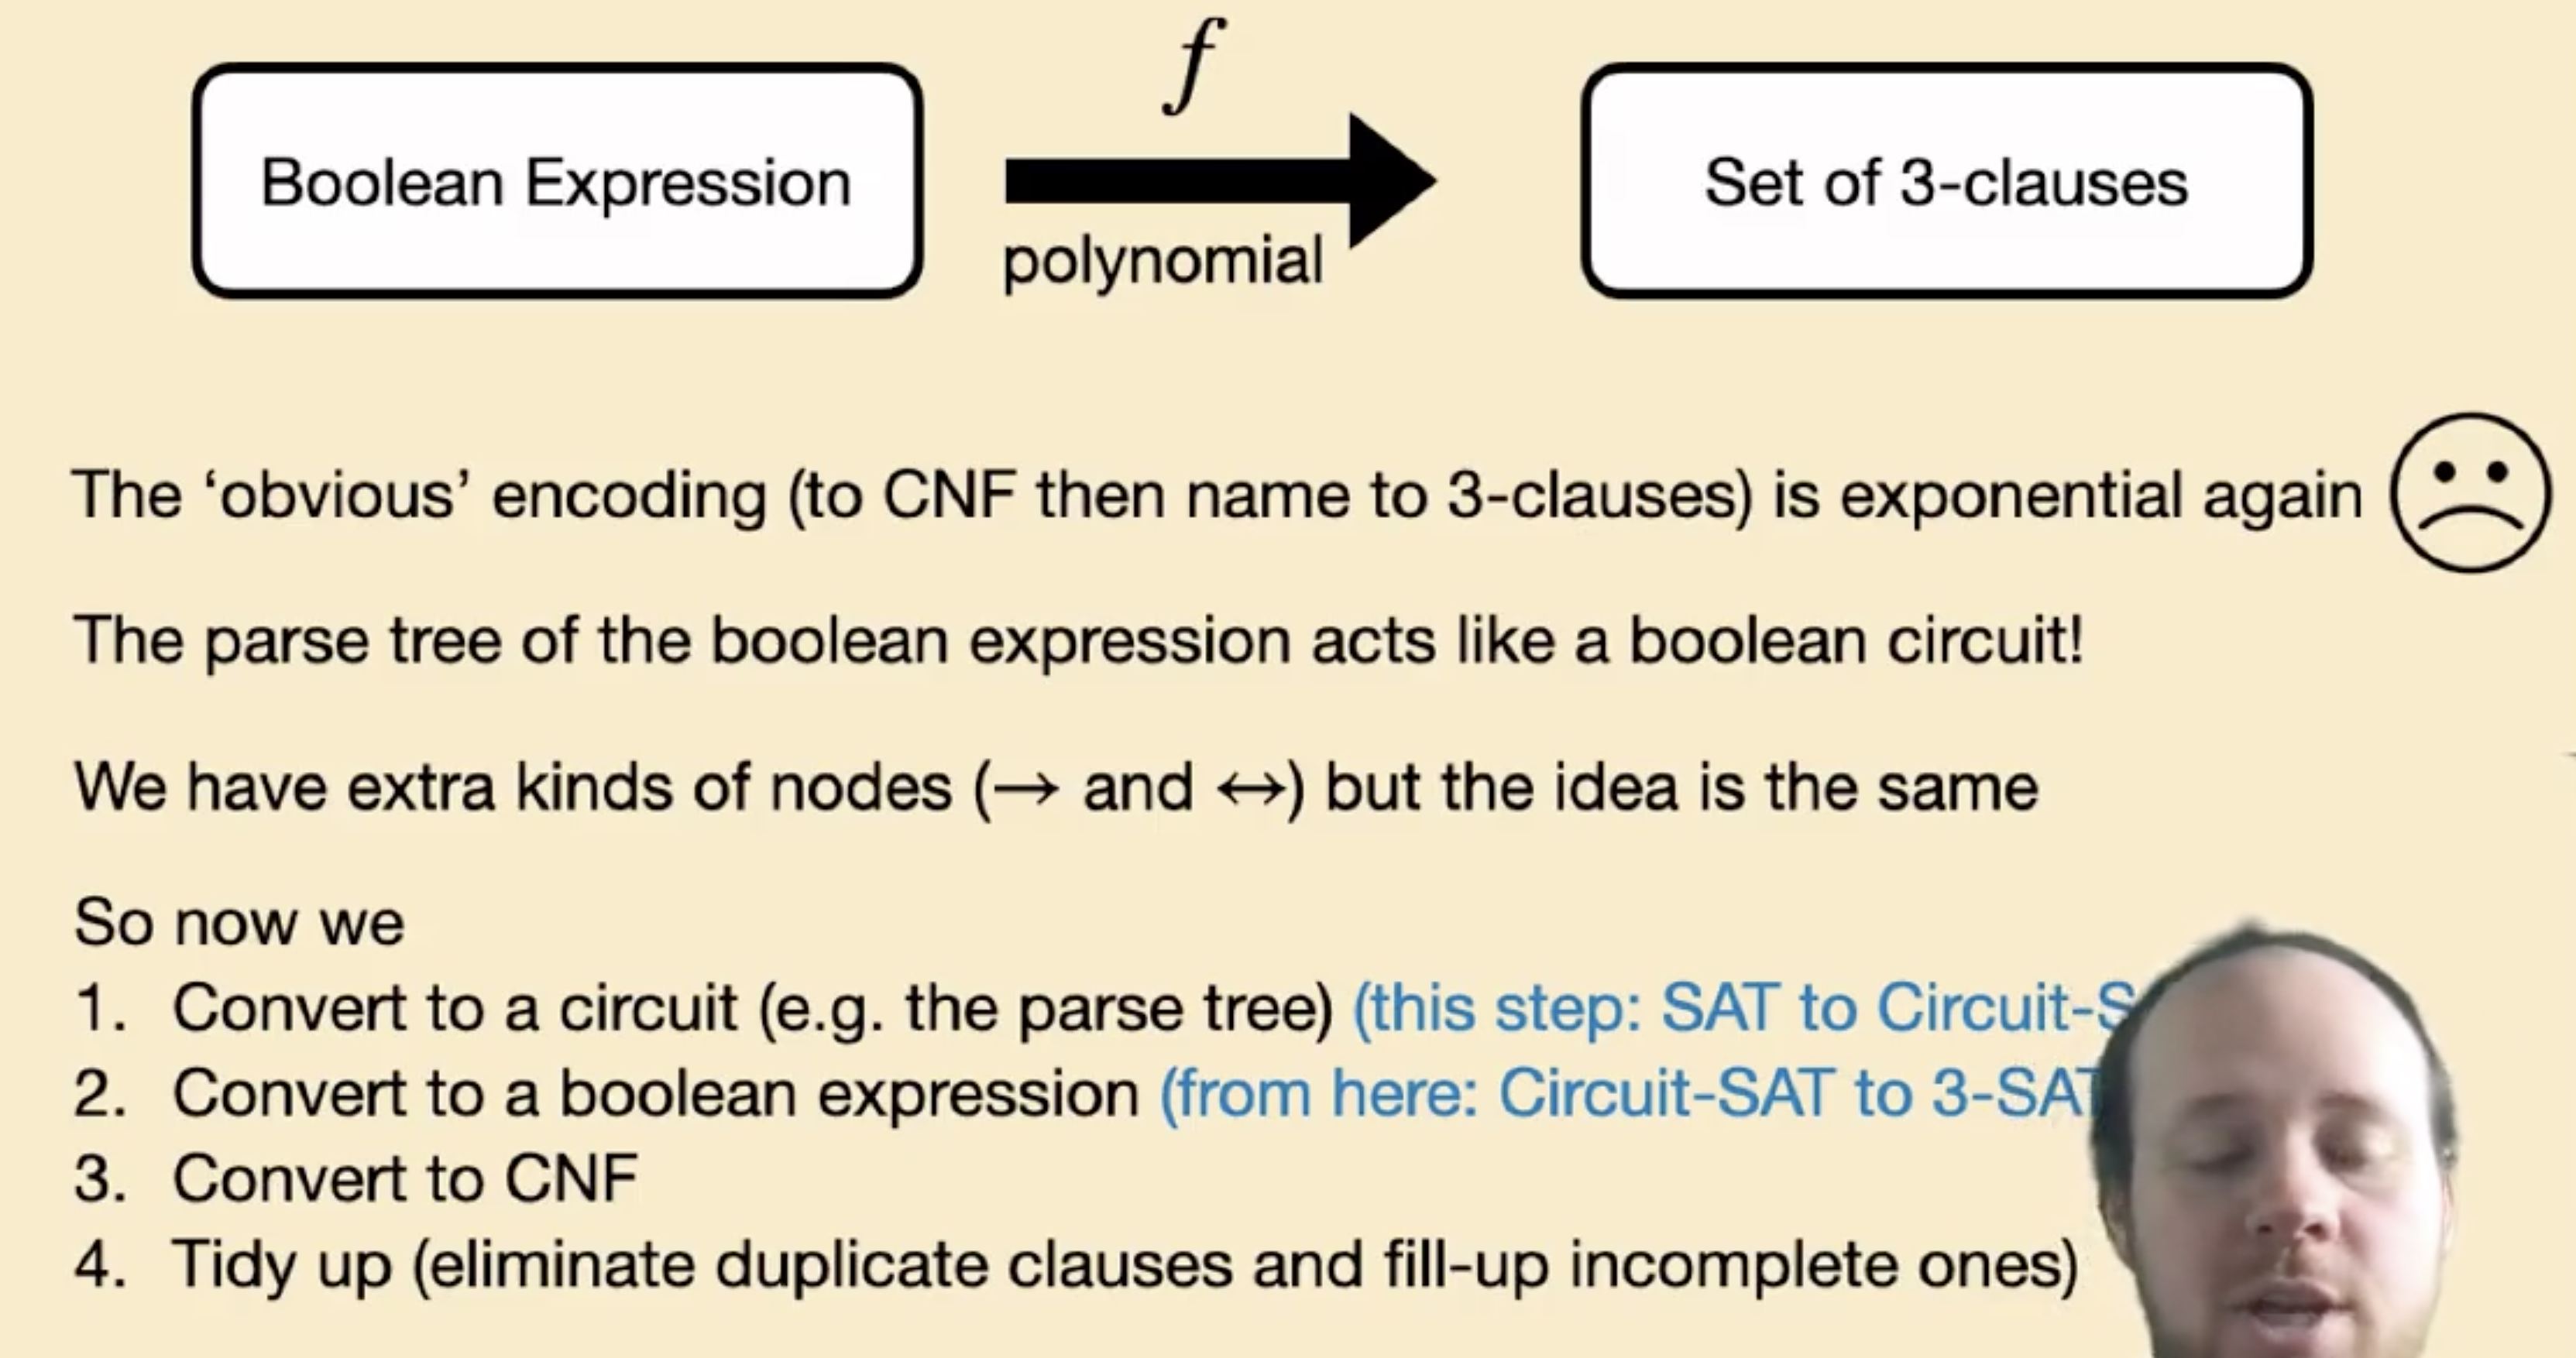 f
Boolean Expression
Set of 3-clauses
polynomial
The ‘obvious’ encoding (to CNF then name to 3-clauses) is exponential again
The parse tree of the boolean expression acts like a boolean circuit!
We have extra kinds of nodes (→ and ↔) but the idea is the same
So now we
1. Convert to a circuit (e.g. the parse tree) (this step: SAT to Circuit-S
2. Convert to a boolean expression (from here: Circuit-SAT to 3-SAT
3. Convert to CNF
4. Tidy up (eliminate duplicate clauses and fill-up incomplete ones)